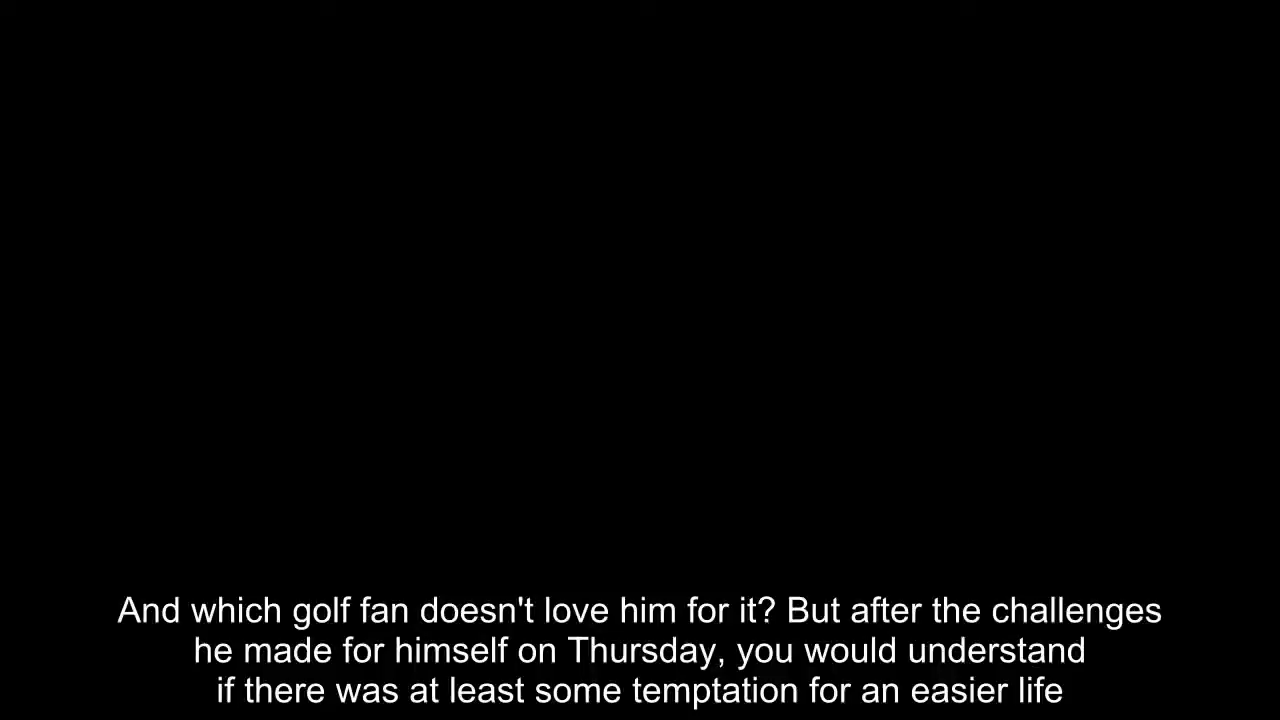 And which golf fan doesn't love him for it? But after the challenges
he made for himself on Thursday, you would understand
if there was at least some temptation for an easier life